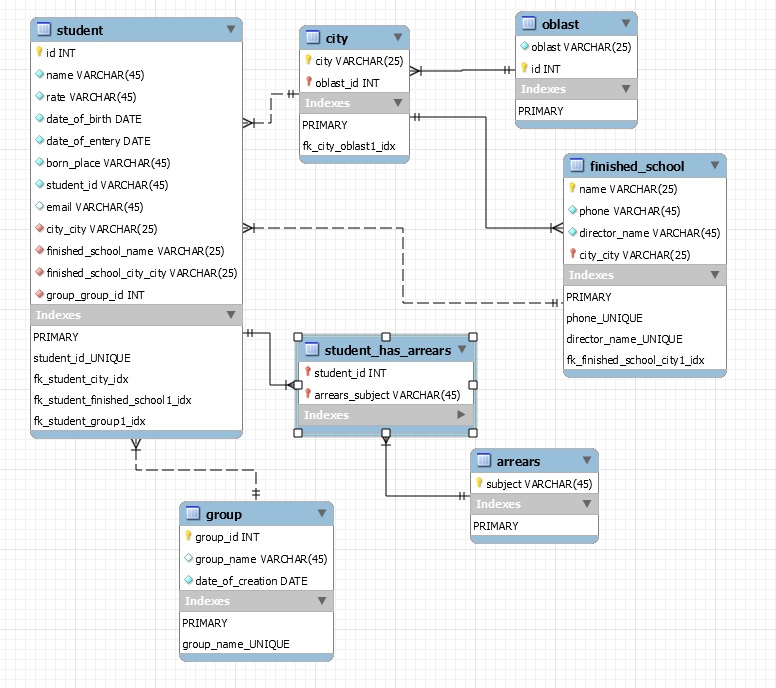 student
id INT
name VARCHAR(45)
rate VARCHAR(45)
date_of_birth DATE
date_of_entery DATE
born_place VARCHAR(45)
student_id VARCHAR(45)
email VARCHAR(45)
city_city VARCHAR(25)
finished_school_name VARCHAR(25)
finished_school_city_city VARCHAR(25)
group_group_id INT
Indexes
PRIMARY
student_id_UNIQUE
fk_student_city_idx
fk_student_finished_school1_idx
fk_student_group1_idx
city
city VARCHAR(25)
oblast_id INT
Indexes
PRIMARY
fk_city_oblast1_idx
oblast
oblast VARCHAR(25)
id INT
Indexes
PRIMARY
finished_school
name VARCHAR(25)
phone VARCHAR(45)
director_name VARCHAR(45)
city_city VARCHAR(25)
Indexes
PRIMARY
phone_UNIQUE
director_name_UNIQUE
fk_finished_school_city1_idx
student_has_arrears
student_id INT
arrears_subject VARCHAR(45)
Indexes
arrears
subject VARCHAR(45)
Indexes
PRIMARY
group
group_id INT
group_name VARCHAR(45)
date_of_creation DATE
Indexes
PRIMARY
group_name_UNIQUE